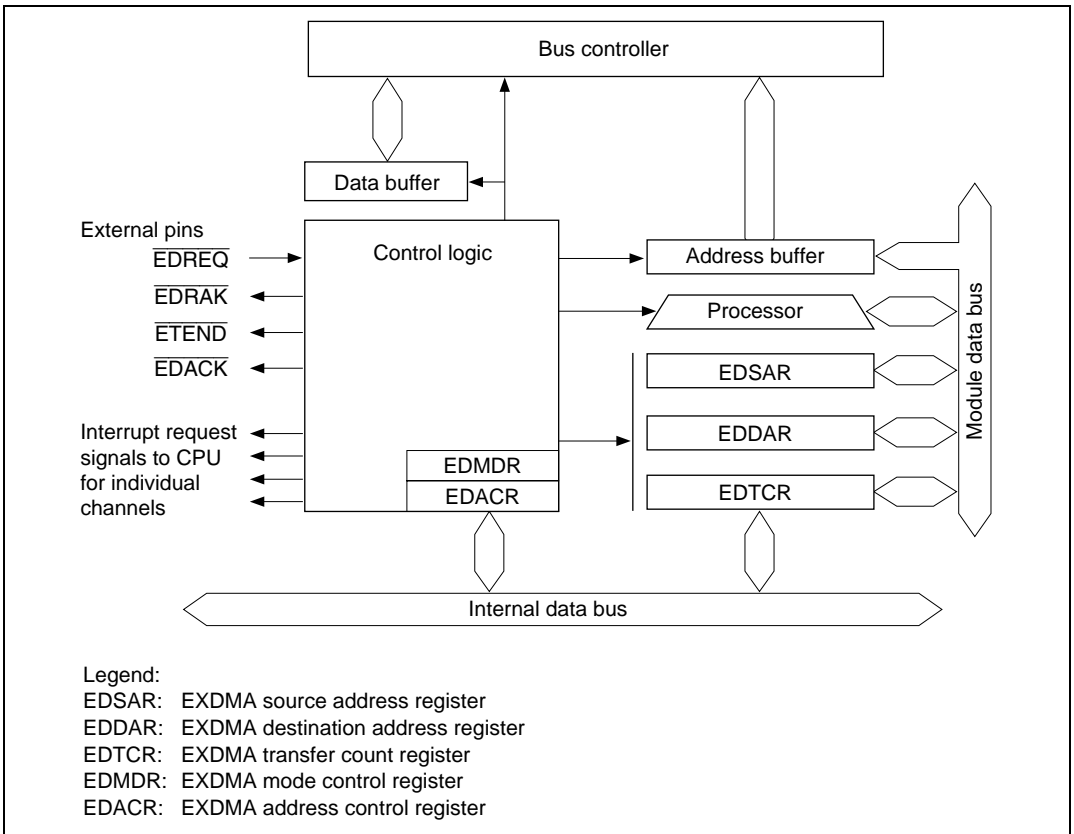 Bus controller
Data buffer
External pins
EDREQ
EDRAK
ETEND
EDACK
Interrupt request
signals to CPU
for individual
channels
Control logic
EDMDR
EDACR
Address buffer
Processor
EDSAR
EDDAR
EDTCR
Module data bus
Internal data bus
Legend:
EDSAR: EXDMA source address register
EDDAR: EXDMA destination address register
EDTCR: EXDMA transfer count register
EDMDR: EXDMA mode control register
EDACR: EXDMA address control register